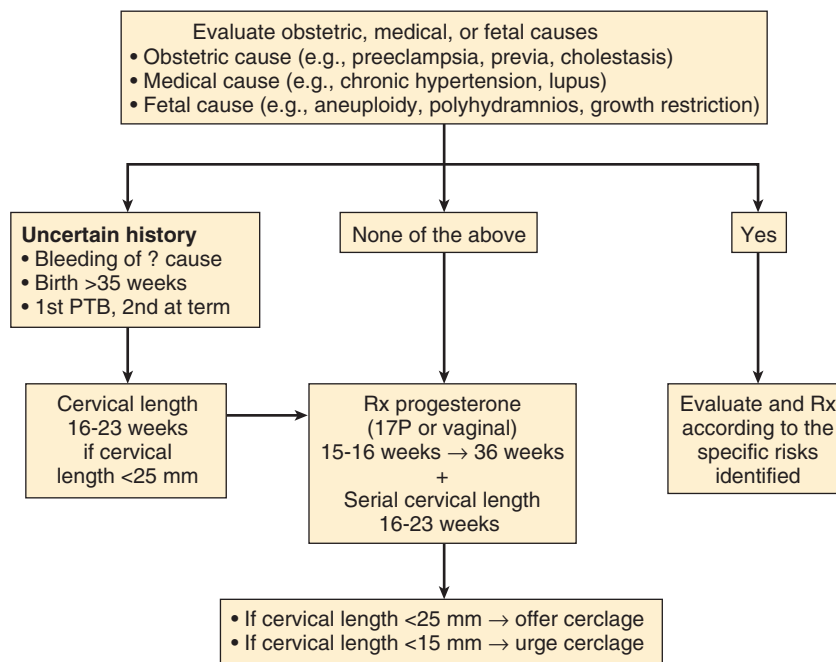 Evaluate obstetric, medical, or fetal causes
• Obstetric cause (e.g., preeclampsia, previa, cholestasis)
• Medical cause (e.g., chronic hypertension, lupus)
• Fetal cause (e.g., aneuploidy, polyhydramnios, growth restriction)
Uncertain history
• Bleeding of ? cause
• Birth >35 weeks
• 1st PTB, 2nd at term
None of the above
Yes
Cervical length
16-23 weeks
if cervical
length <25 mm
Rx progesterone
(17P or vaginal)
15-16 weeks → 36 weeks
+
Serial cervical length
16-23 weeks
Evaluate and Rx
according to the
specific risks
identified
• If cervical length <25 mm → offer cerclage
• If cervical length <15 mm → urge cerclage